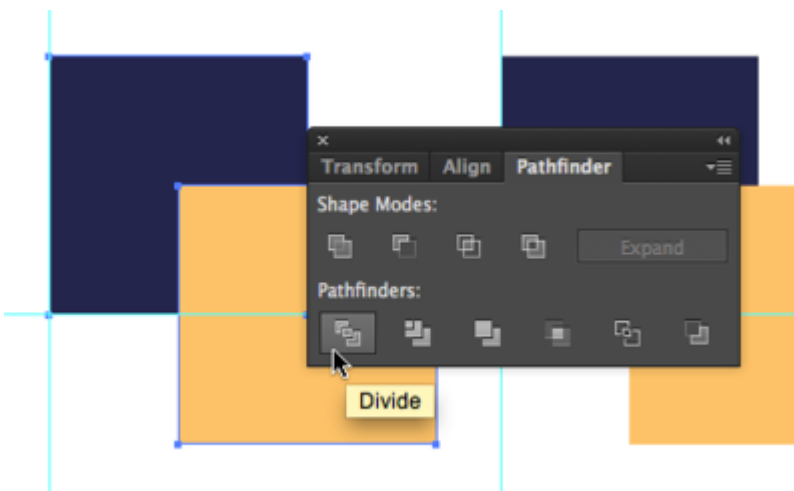 Transform Align Pathfinder
Shape Modes:
Expand
Pathfinders:
Divide